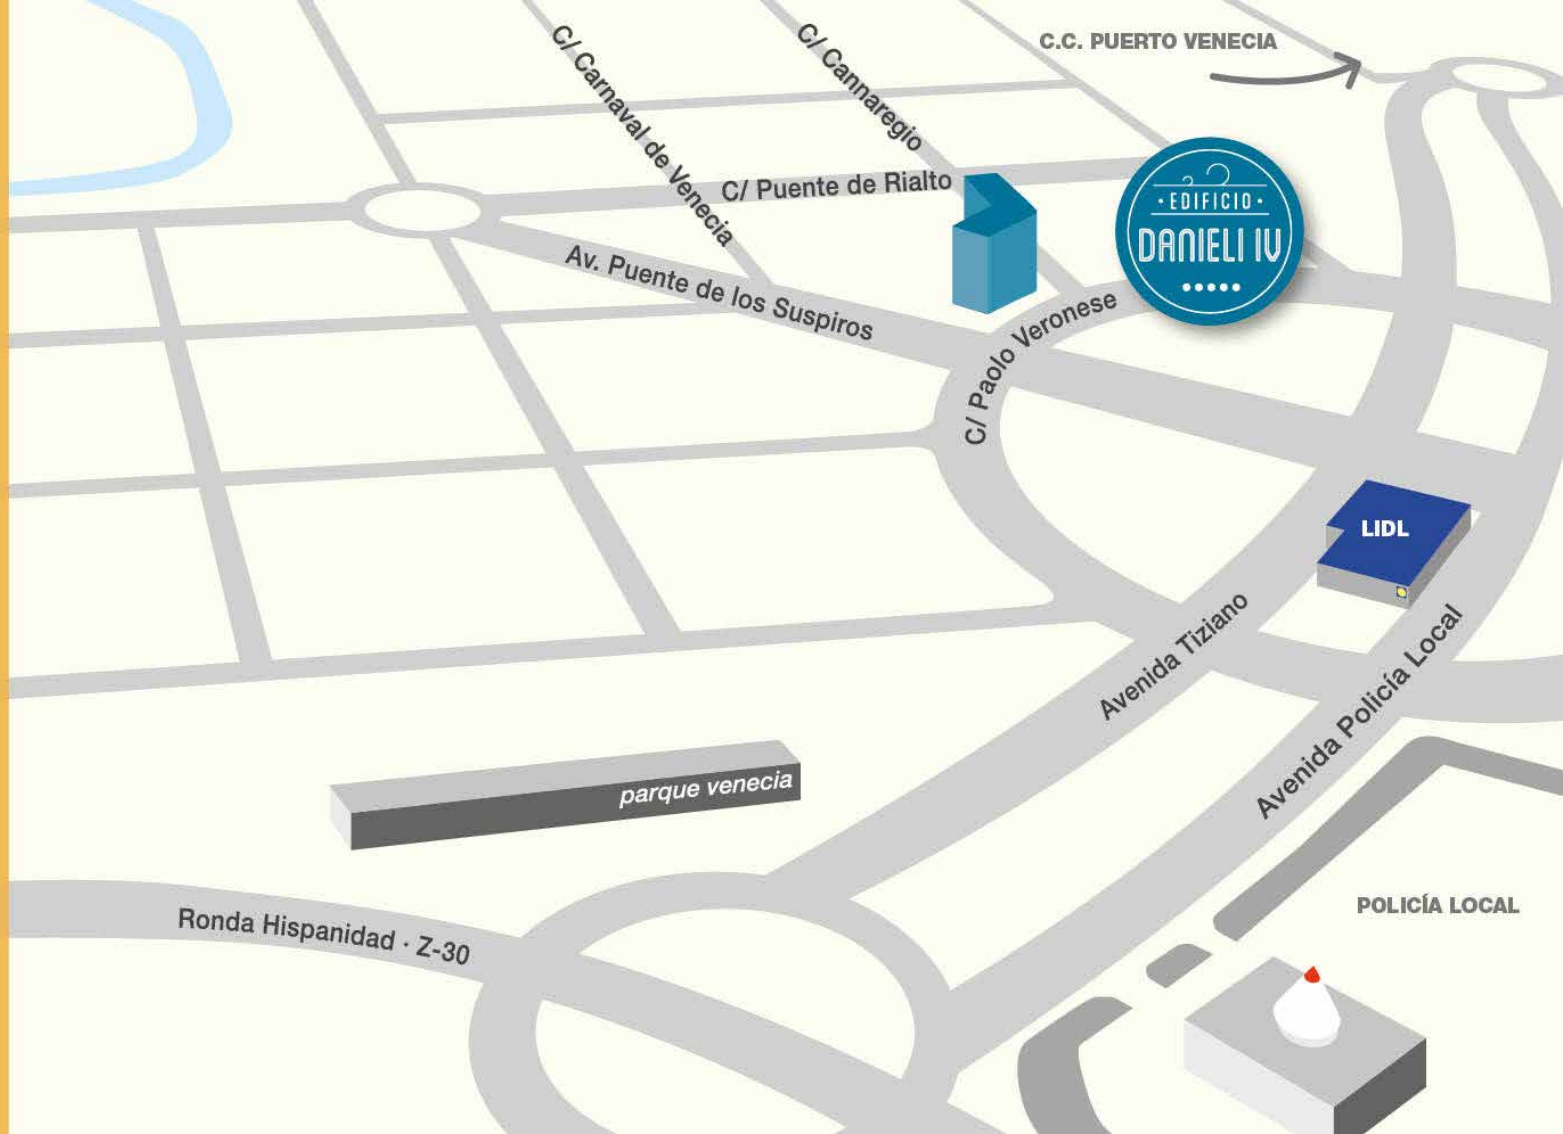 C.C. PUERTO VENECIA
C/ Carnaval de Venecia
C/ Cannaregio
C/ Puente de Rialto
• EDIFICIO •
DANIELI IV
Av. Puente de los Suspiros
C/ Paolo Veronese
LIDL
Avenida Tiziano
Avenida Policía Local
parque venecia
Ronda Hispanidad · Z-30
POLICÍA LOCAL